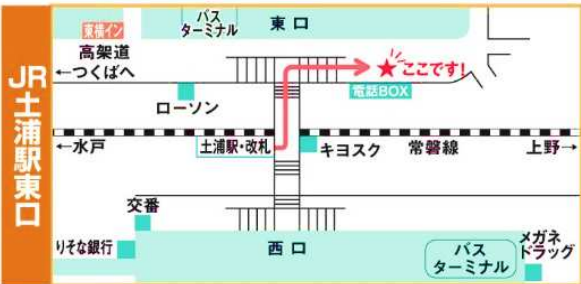 JR土浦駅東口
バス
ターミナル
東口
東横イン
高架道
←つくばへ
ここです!
電話BOX
ローソン
←水戸
土浦駅・改札
キヨスク
常磐線
上野→
交番
りそな銀行
西口
バス
ターミナル
メガネ
ドラッグ